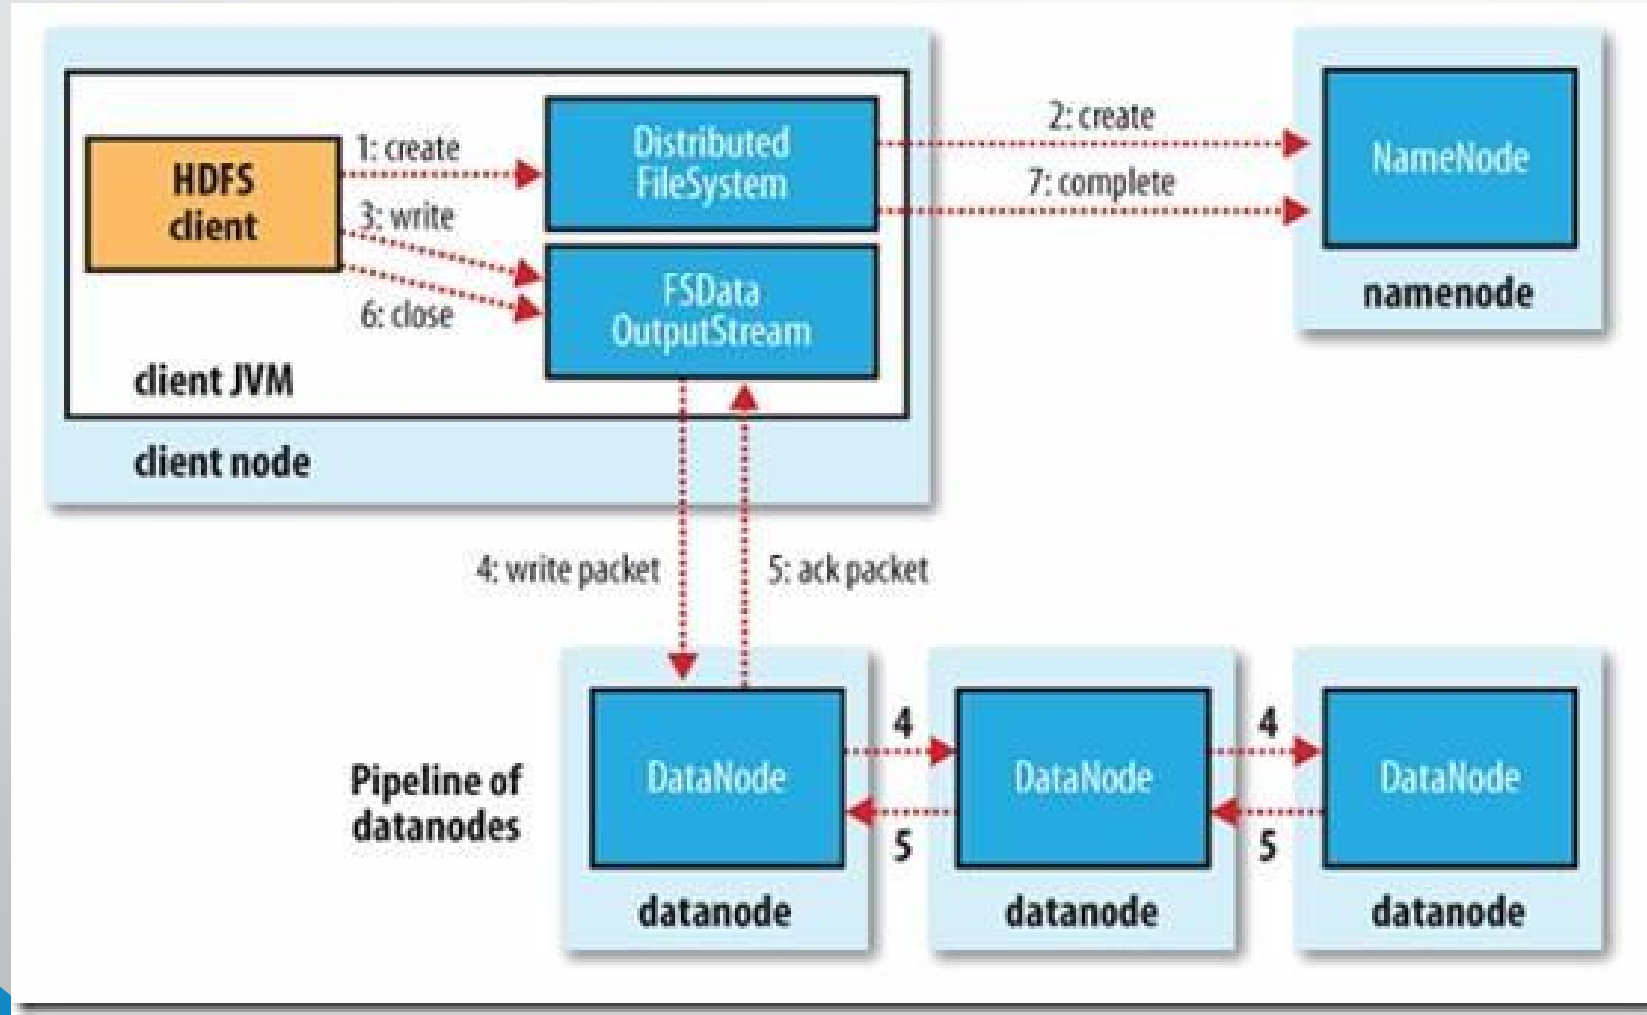 HDFS
client
1: create
3: write
6: close
Distributed
FileSystem
FSData
OutputStream
client JVM
client node
2: create
7: complete
NameNode
namenode
4: write packet
5: ack packet
Pipeline of
datanodes
DataNode
datanode
4
5
DataNode
datanode
4
5
DataNode
datanode